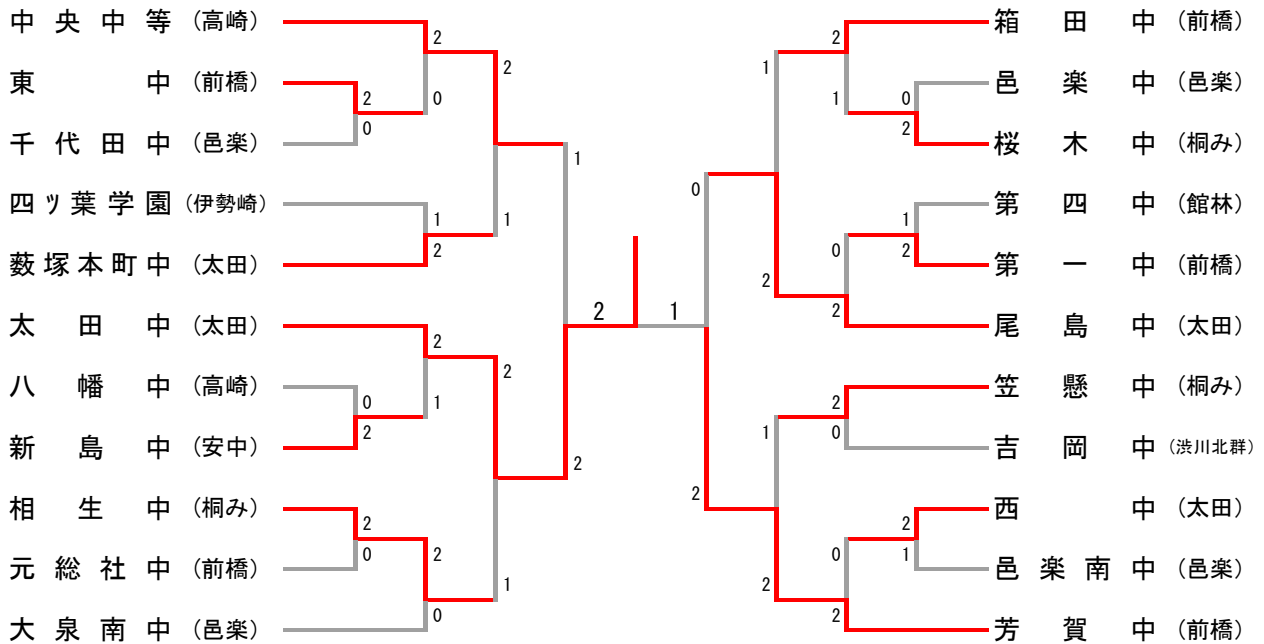 中央中等 (高崎)
2
東中 (前橋)
2
0
0
2
千代田中 (邑楽)
1
四ッ葉学園 (伊勢崎)
1
1
2
藪塚本町中 (太田)
太田中 (太田)
2
2
八幡中 (高崎)
0
1
2
新島中 (安中)
2
相生中 (桐み)
2
0
2
元総社中 (前橋)
1
0
大泉南中 (邑楽)
2 1
箱田中 (前橋)
2
1
邑楽中 (邑楽)
0
1
2
桜木中 (桐み)
0
第四中 (館林)
1
0
2
第一中 (前橋)
2
2
尾島中 (太田)
笠懸中 (桐み)
2
1
0
吉岡中 (渋川北群)
2
西中 (太田)
2
0
1
邑楽南中 (邑楽)
2
2
芳賀中 (前橋)